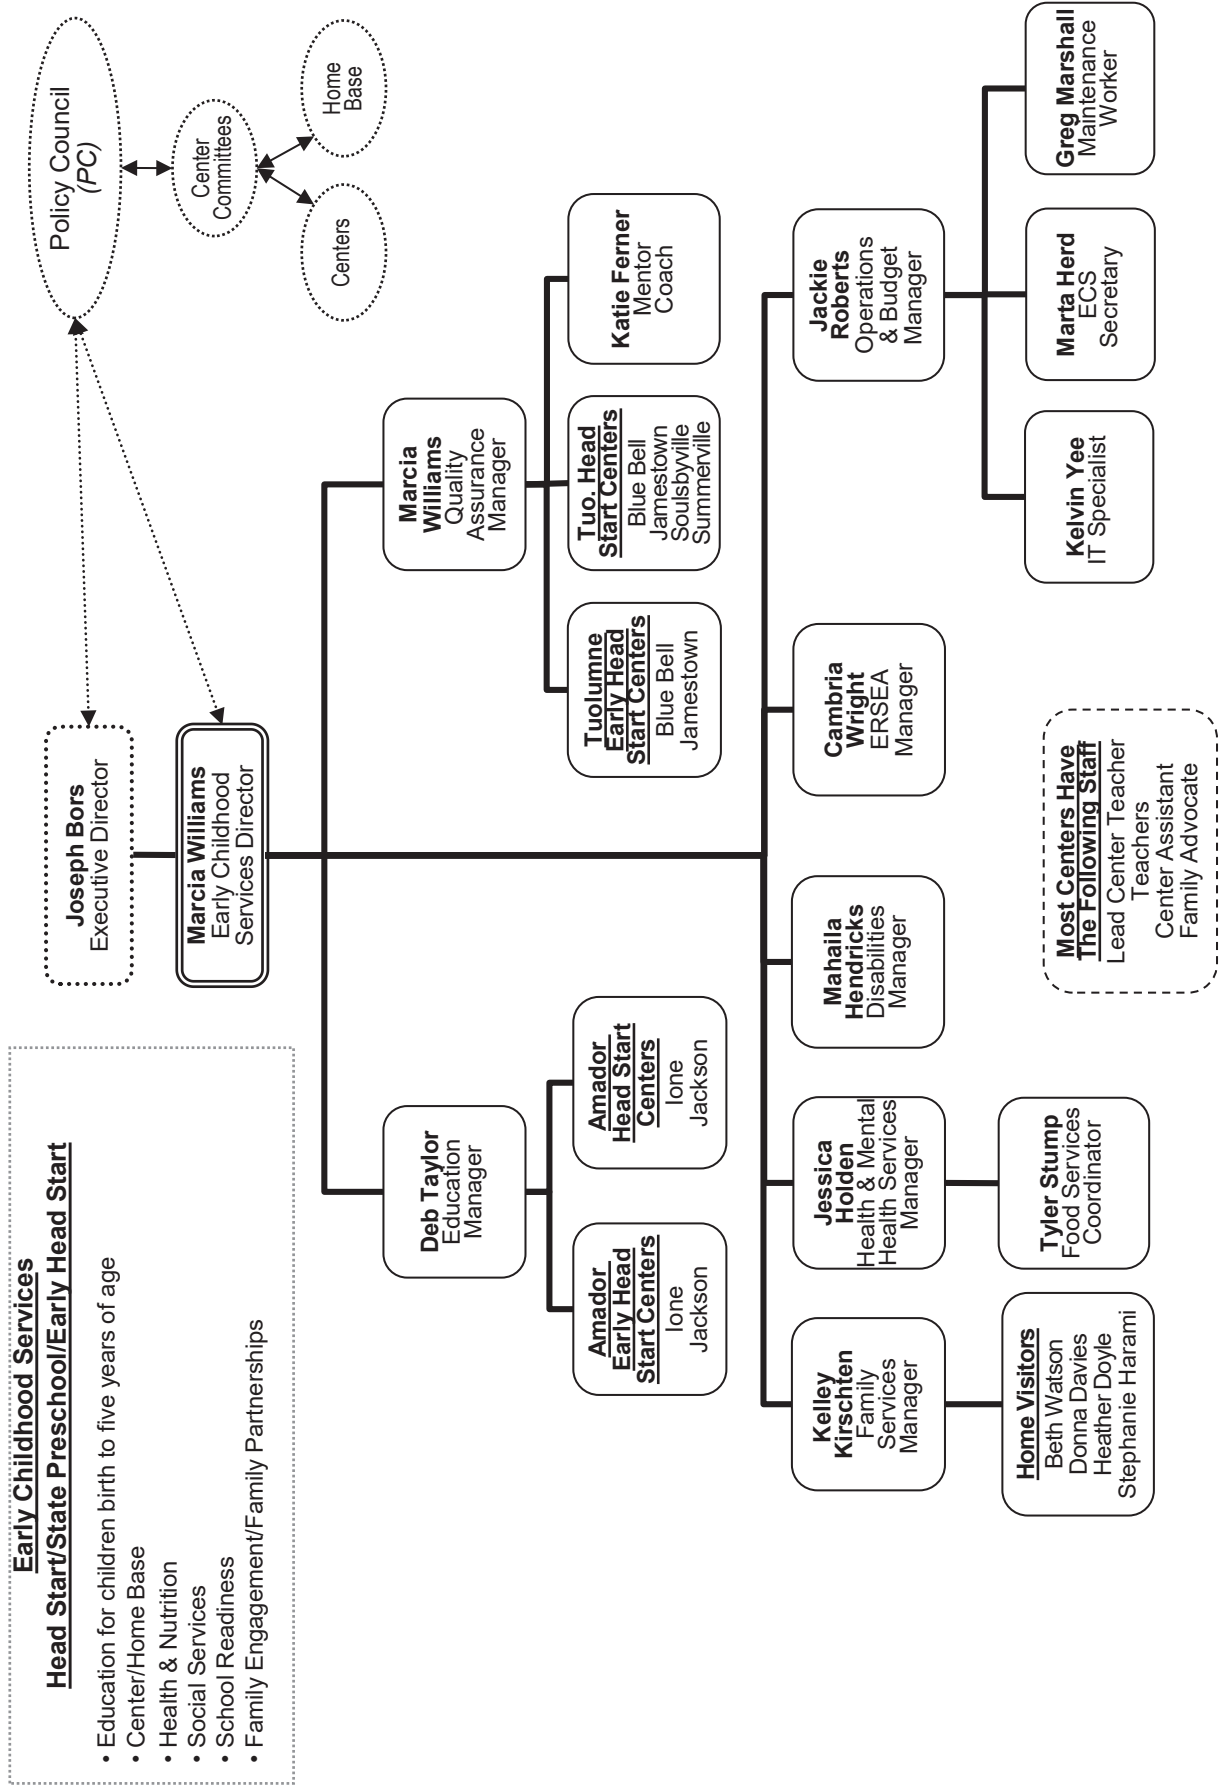 Early Childhood Services
Head Start/State Preschool/Early Head Start
• Education for children birth to five years of age
• Center/Home Base
• Health & Nutrition
• Social Services
• School Readiness
• Family Engagement/Family Partnerships
Joseph Bors
Executive Director
Marcia Williams
Early Childhood
Services Director
Policy Council
(PC)
Center
Committees
Centers
Home
Base
Deb Taylor
Education
Manager
Marcia
Williams
Quality
Assurance
Manager
Amador
Early Head
Start Centers
Ione
Jackson
Amador
Head Start
Centers
Ione
Jackson
Tuolumne
Early Head
Start Centers
Blue Bell
Jamestown
Tuo. Head
Start Centers
Blue Bell
Jamestown
Soulsbyville
Summerville
Katie Ferner
Mentor
Coach
Kelley
Kirschten
Family
Services
Manager
Jessica
Holden
Health & Mental
Health Services
Manager
Mahaila
Hendricks
Disabilities
Manager
Cambria
Wright
ERSEA
Manager
Jackie
Roberts
Operations
& Budget
Manager
Home Visitors
Beth Watson
Donna Davies
Heather Doyle
Stephanie Harami
Tyler Stump
Food Services
Coordinator
Most Centers Have
The Following Staff
Lead Center Teacher
Teachers
Center Assistant
Family Advocate
Kelvin Yee
IT Specialist
Marta Herd
ECS
Secretary
Greg Marshall
Maintenance
Worker